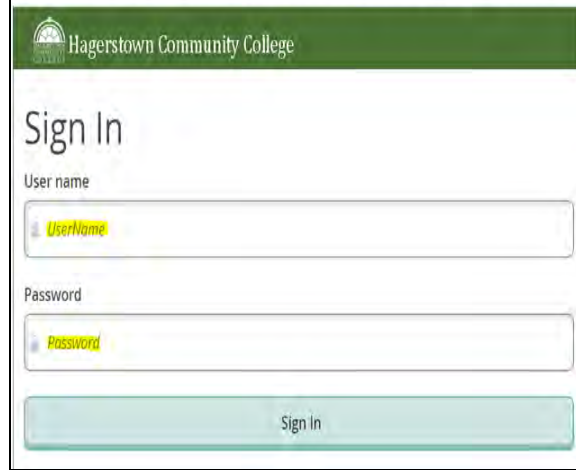 Hagerstown Community College
Sign In
User name
UserName
Password
Password
Sign In